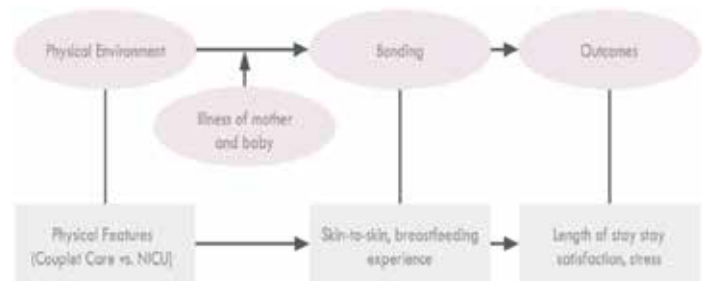 Physical Environment
Bonding
Outcomes
Illness of mother
and baby
Physical Features
(Couplet Care vs. NICU)
Skin-to-skin, breastfeeding
experience
Length of stay stay
satisfaction, stress